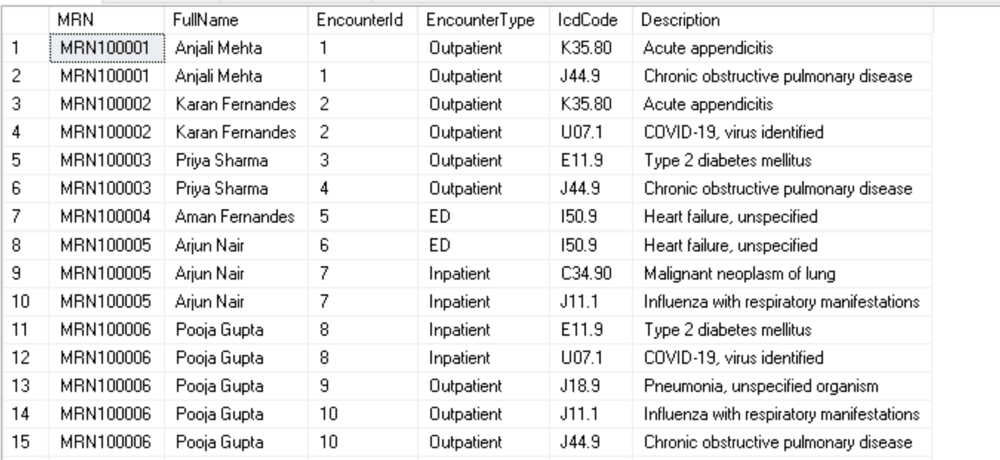 MRN FullName EncounterId EncounterType IcdCode Description
1 MRN100001 Anjali Mehta 1 Outpatient K35.80 Acute appendicitis
2 MRN100001 Anjali Mehta 1 Outpatient J44.9 Chronic obstructive pulmonary disease
3 MRN100002 Karan Fernandes 2 Outpatient K35.80 Acute appendicitis
4 MRN100002 Karan Fernandes 2 Outpatient U07.1 COVID-19, virus identified
5 MRN100003 Priya Sharma 3 Outpatient E11.9 Type 2 diabetes mellitus
6 MRN100003 Priya Sharma 4 Outpatient J44.9 Chronic obstructive pulmonary disease
7 MRN100004 Aman Fernandes 5 ED I50.9 Heart failure, unspecified
8 MRN100005 Arjun Nair 6 ED I50.9 Heart failure, unspecified
9 MRN100005 Arjun Nair 7 Inpatient C34.90 Malignant neoplasm of lung
10 MRN100005 Arjun Nair 7 Inpatient J11.1 Influenza with respiratory manifestations
11 MRN100006 Pooja Gupta 8 Inpatient E11.9 Type 2 diabetes mellitus
12 MRN100006 Pooja Gupta 8 Inpatient U07.1 COVID-19, virus identified
13 MRN100006 Pooja Gupta 9 Outpatient J18.9 Pneumonia, unspecified organism
14 MRN100006 Pooja Gupta 10 Outpatient J11.1 Influenza with respiratory manifestations
15 MRN100006 Pooja Gupta 10 Outpatient J44.9 Chronic obstructive pulmonary disease